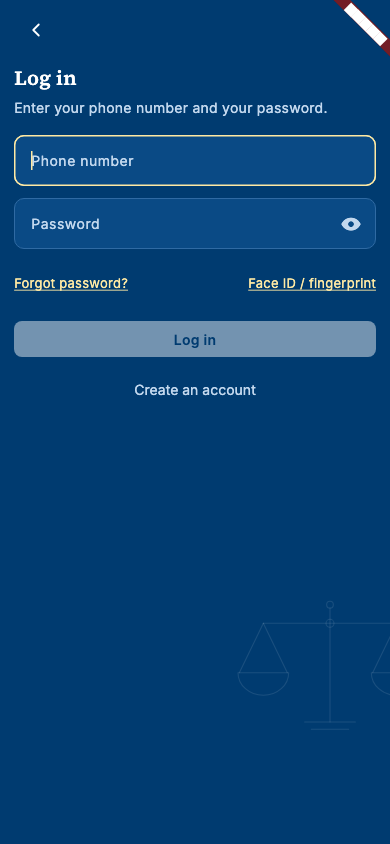 Log in
Enter your phone number and your password.
Phone number
Password
Forgot password? Face ID / fingerprint
Log in
Create an account